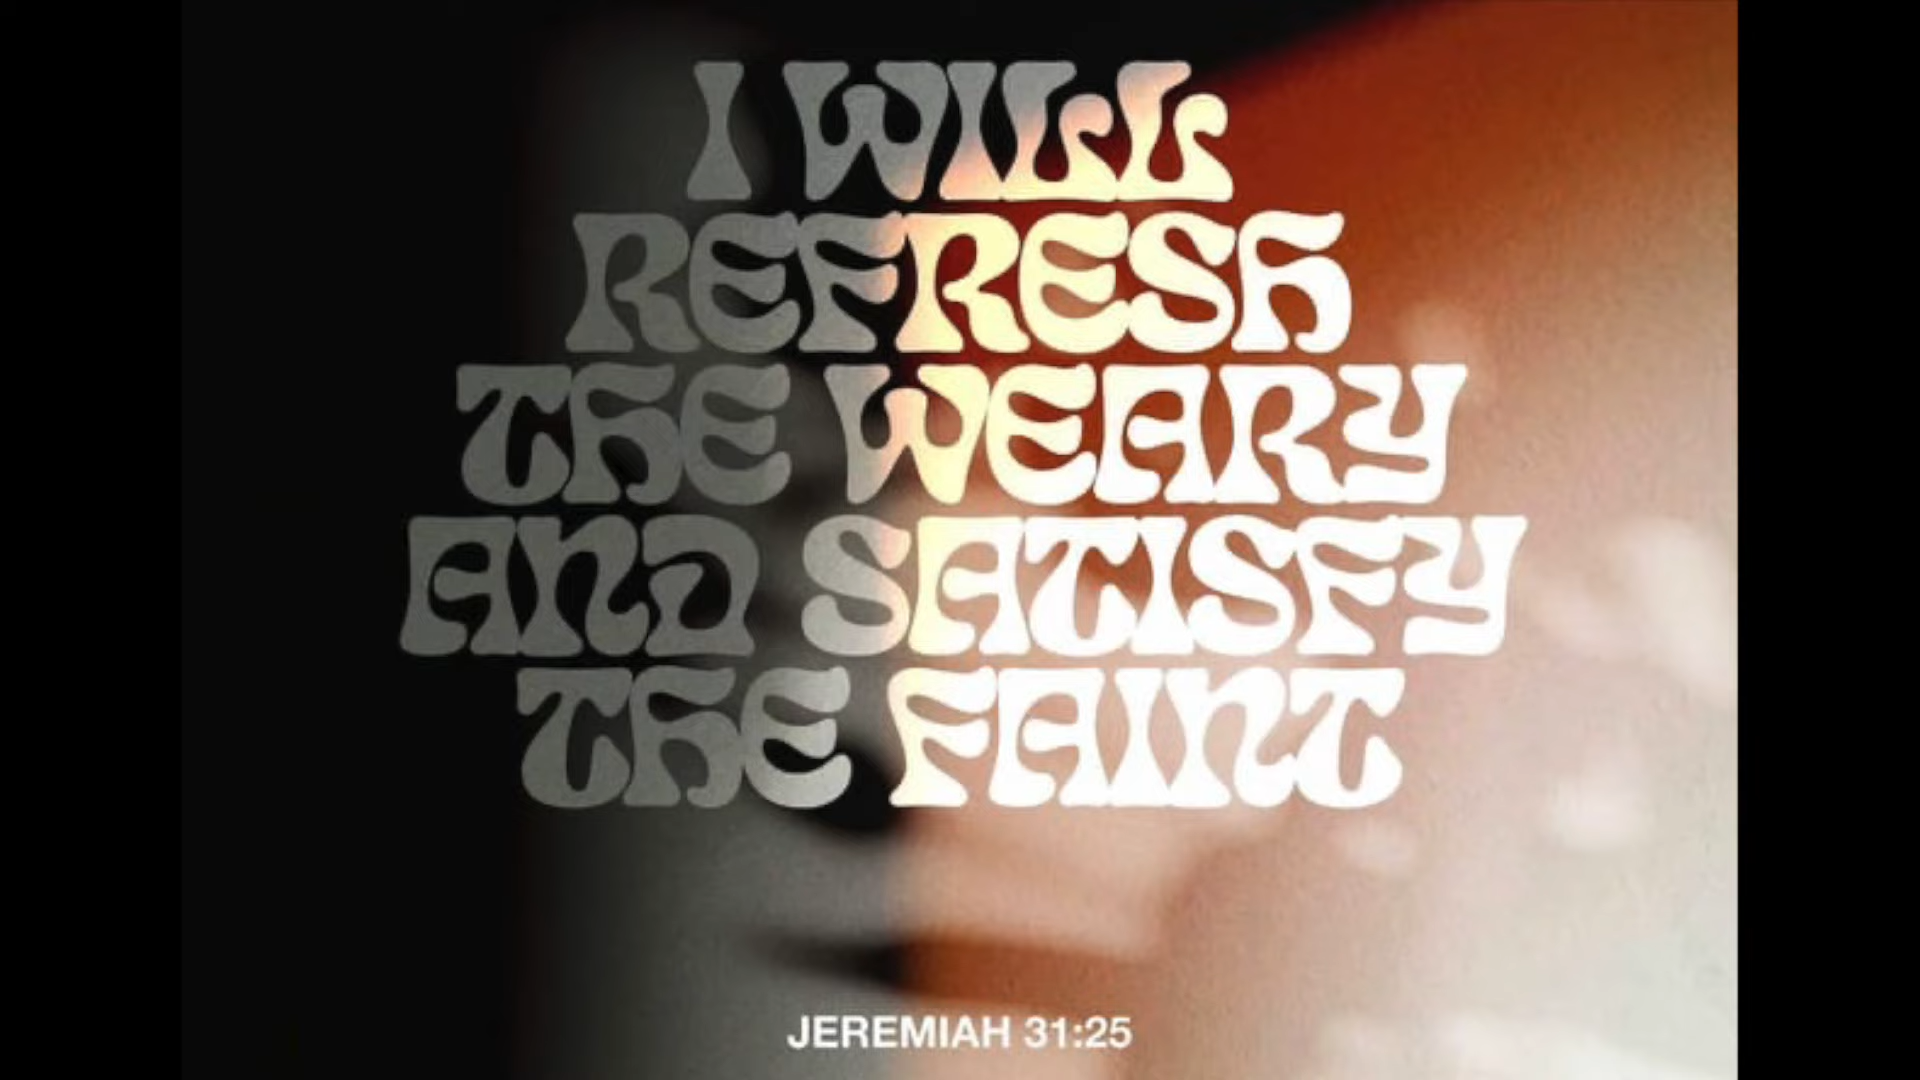 I WILL
REFRESH
THE WEARY
AND SATISFY
THE FAINT
JEREMIAH 31:25